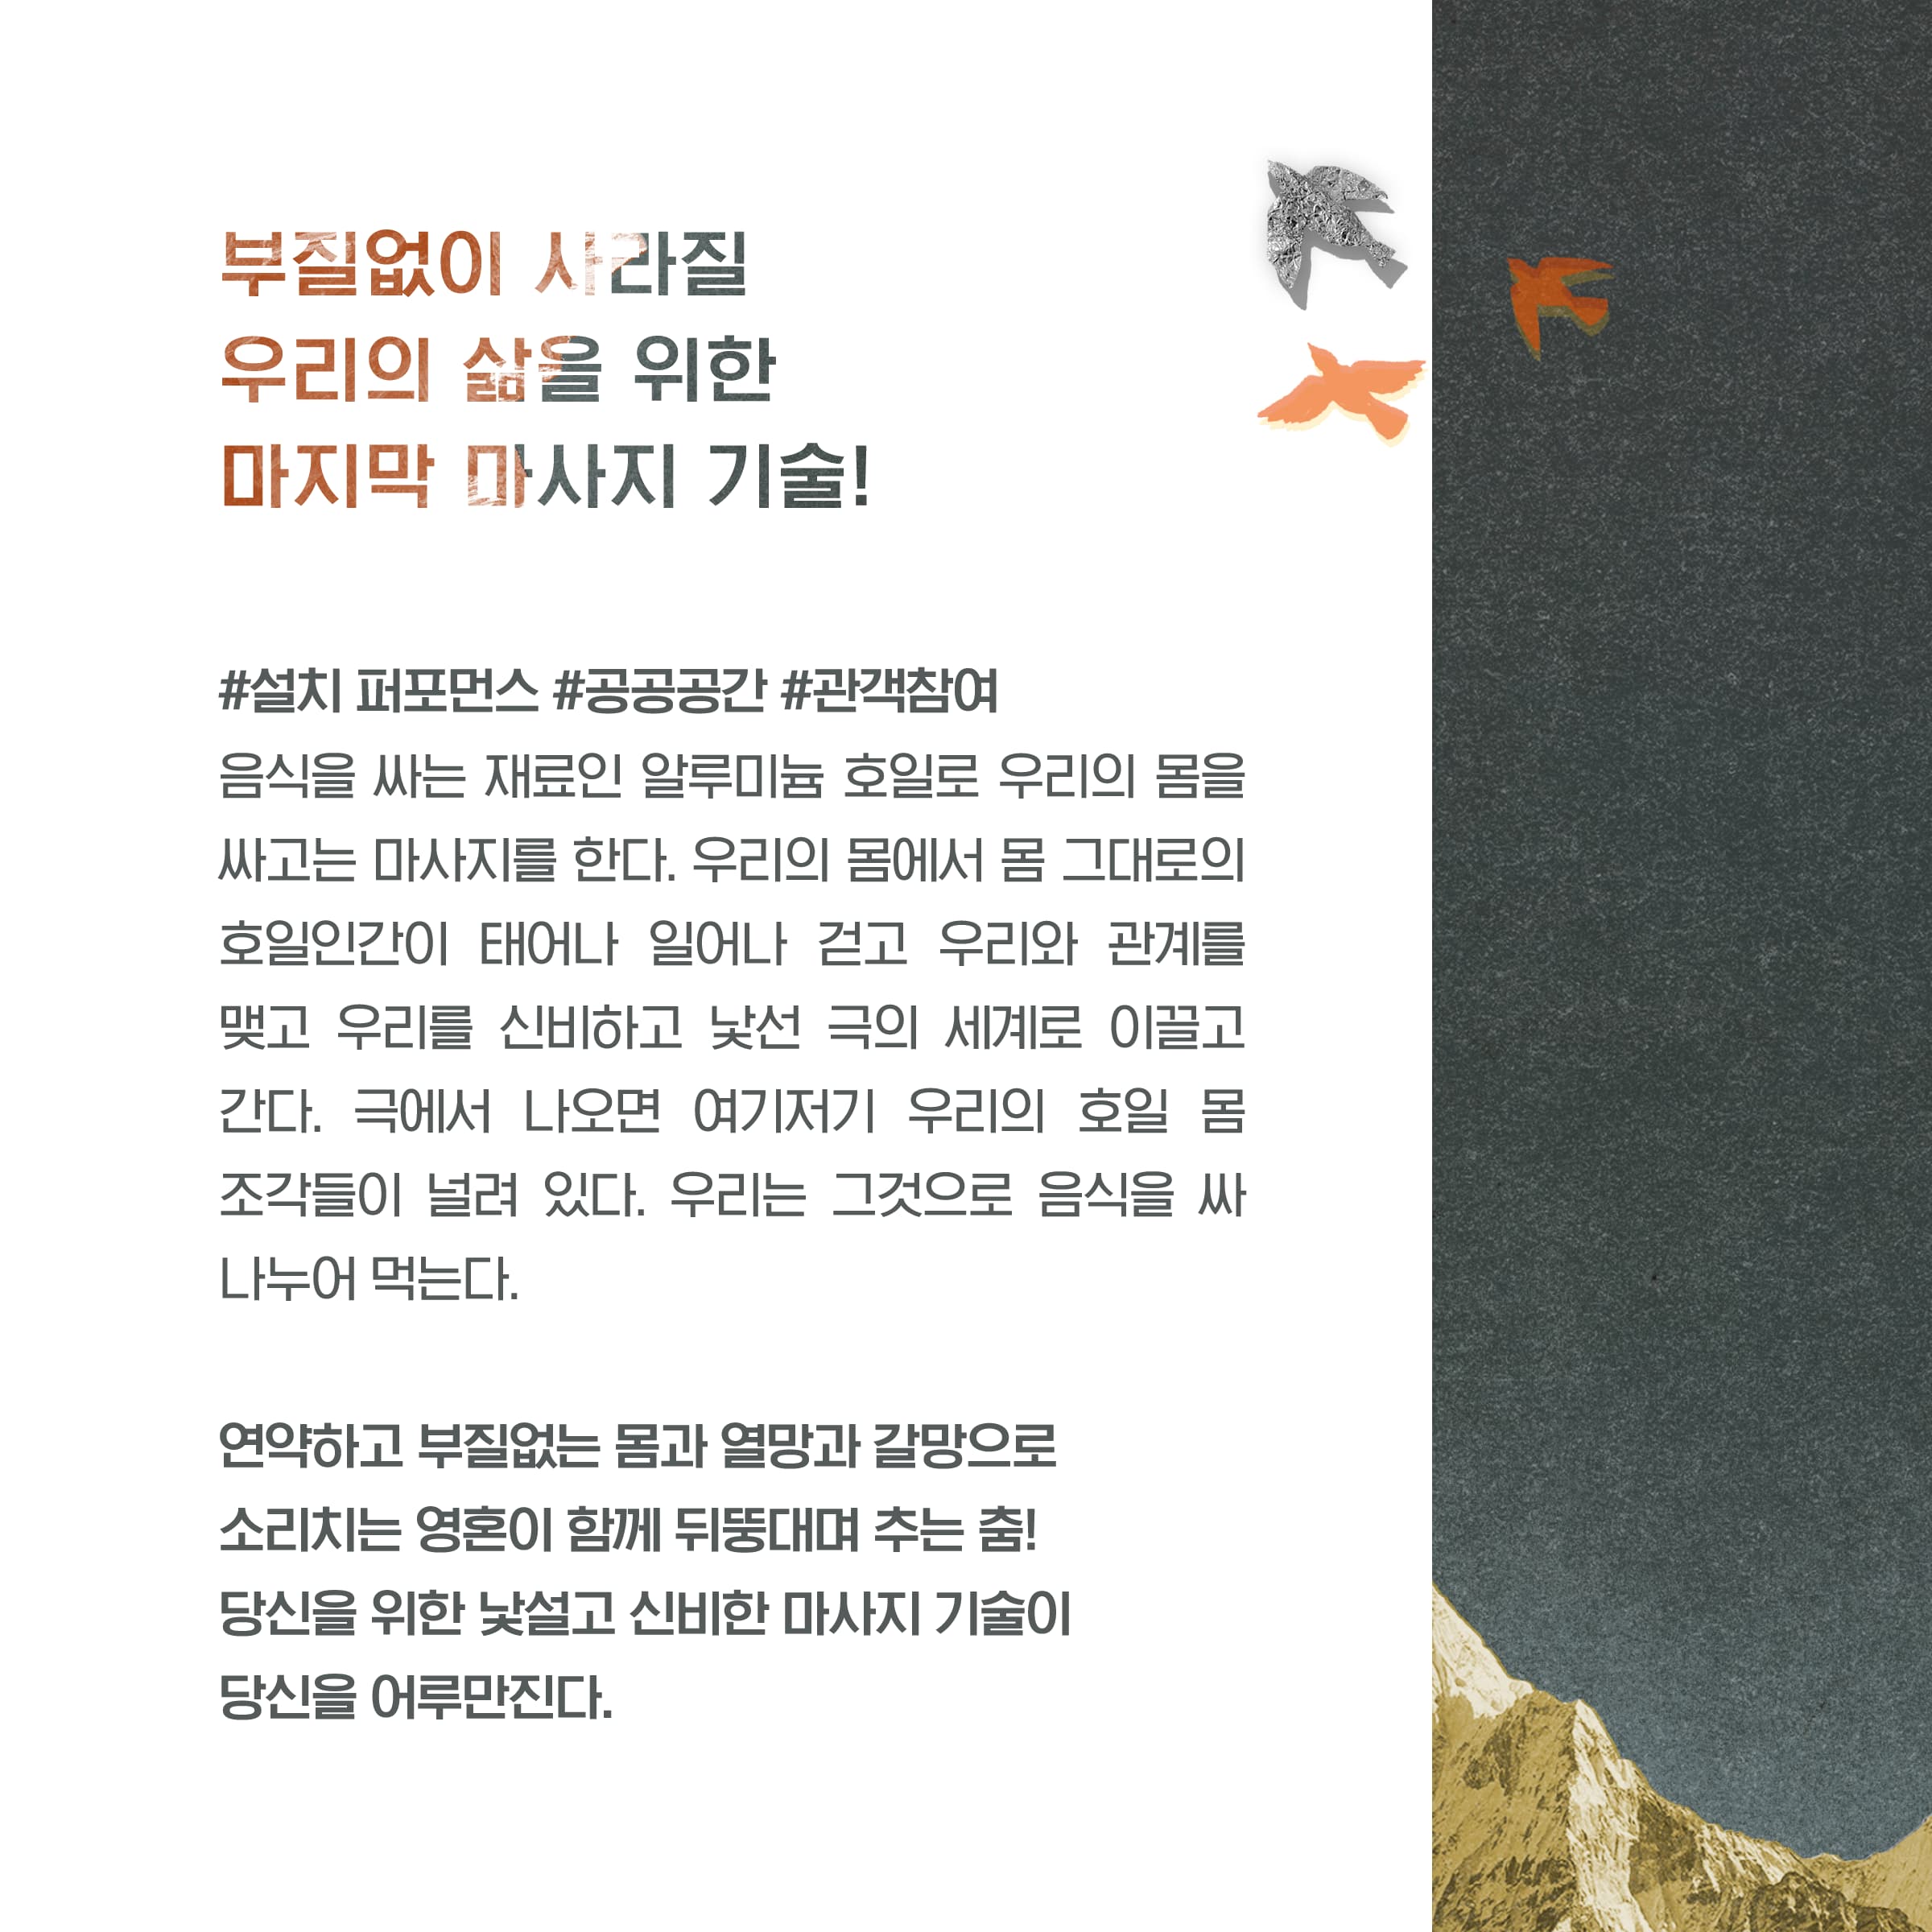 부질없이 사라질
우리의 삶을 위한
마지막 마사지 기술!
#설치 퍼포먼스 #공공공간 #관객참여
음식을 싸는 재료인 알루미늄 호일로 우리의 몸을
싸고는 마사지를 한다. 우리의 몸에서 몸 그대로의
호일인간이 태어나 일어나 걷고 우리와 관계를
맺고 우리를 신비하고 낯선 극의 세계로 이끌고
간다. 극에서 나오면 여기저기 우리의 호일 몸
조각들이 널려 있다. 우리는 그것으로 음식을 싸
나누어 먹는다.
연약하고 부질없는 몸과 열망과 갈망으로
소리치는 영혼이 함께 뒤뚱대며 추는 춤!
당신을 위한 낯설고 신비한 마사지 기술이
당신을 어루만진다.